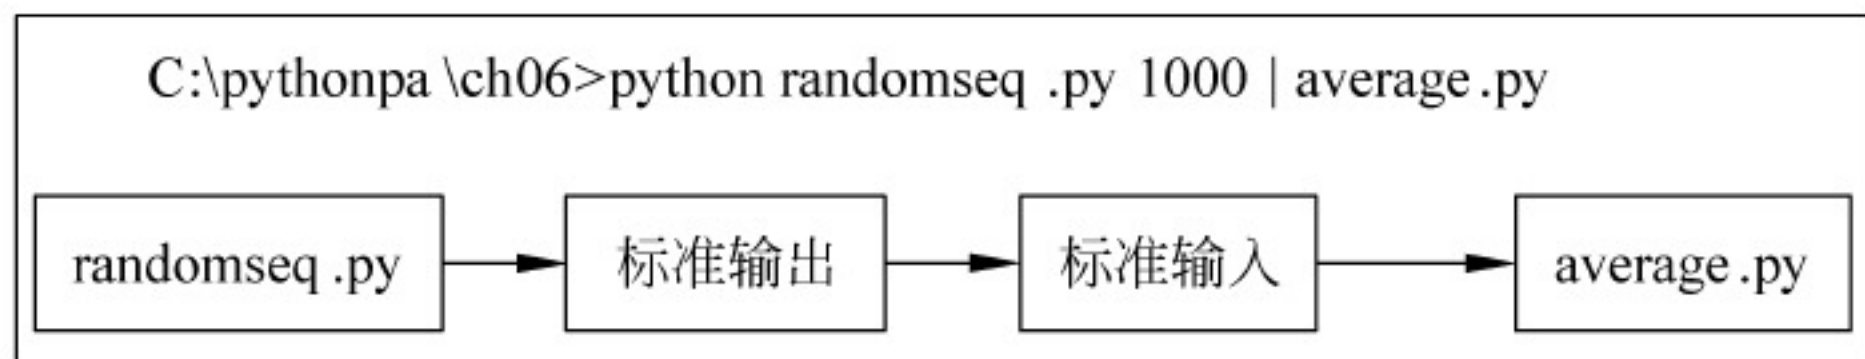 C:\pythonpa \ch06>python randomseq .py 1000 | average.py
randomseq .py
标准输出
标准输入
average.py